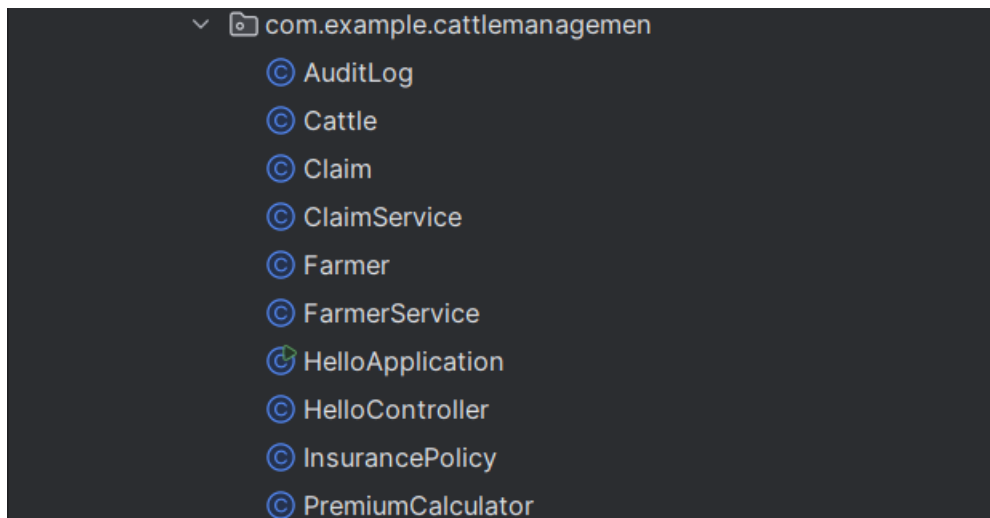 com.example.cattlemanagemen
AuditLog
Cattle
Claim
ClaimService
Farmer
FarmerService
HelloApplication
HelloController
InsurancePolicy
PremiumCalculator